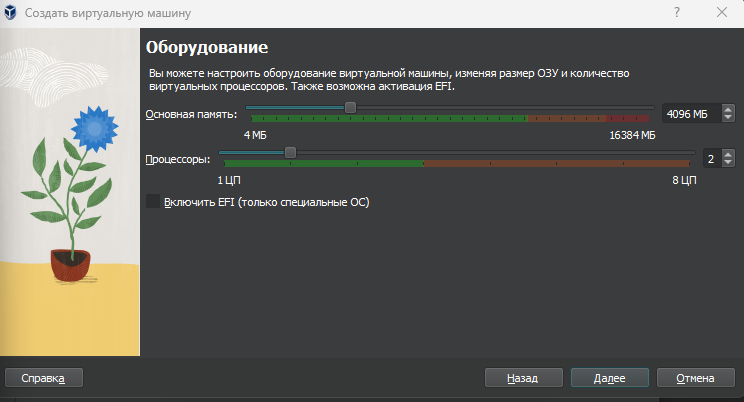 Создать виртуальную машину
Оборудование
Вы можете настроить оборудование виртуальной машины, изменяя размер ОЗУ и количество
виртуальных процессоров. Также возможна активация EFI.
Основная память:
4096 МБ
4 МБ
16384 МБ
Процессоры:
2
1 ЦП
8 ЦП
Включить EFI (только специальные ОС)
Справка
Назад
Далее
Отмена